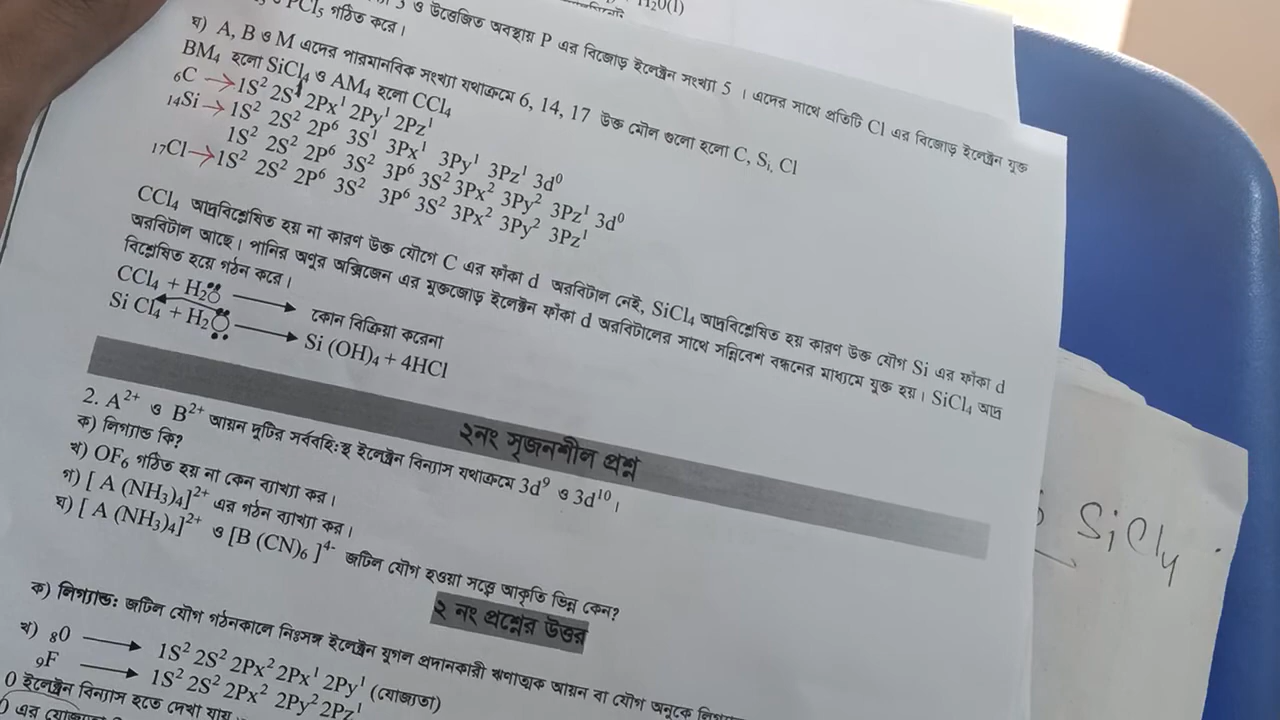 H₂O(l)
ও উত্তেজিত অবস্থায় P এর বিজোড় ইলেক্ট্রন সংখ্যা 5 । এদের সাথে প্রতিটি Cl এর বিজোড় ইলেক্ট্রন যুক্ত
PCl₅ গঠিত করে ।
ঘ) A, B ও M এদের পারমানবিক সংখ্যা যথাক্রমে 6, 14, 17 উক্ত মৌল গুলো হলো C, Si, Cl
BM₄ হলো SiCl₄ ও AM₄ হলো CCl₄
₆C → 1S² 2S¹ 2Px¹ 2Py¹ 2Pz¹
₁₄Si → 1S² 2S² 2P⁶ 3S¹ 3Px¹ 3Py¹ 3Pz¹ 3d⁰
1S² 2S² 2P⁶ 3S² 3P⁶ 3S² 3Px² 3Py² 3Pz¹ 3d⁰
₁₇Cl → 1S² 2S² 2P⁶ 3S² 3P⁶ 3S² 3Px² 3Py² 3Pz¹
CCl₄ আদ্রবিশ্লেষিত হয় না কারণ উক্ত যৌগে C এর ফাঁকা d অরবিটাল নেই, SiCl₄ আদ্রবিশ্লেষিত হয় কারণ উক্ত যৌগ Si এর ফাঁকা d
অরবিটাল আছে । পানির অণুর অক্সিজেন এর মুক্তজোড় ইলেক্ট্রন ফাঁকা d অরবিটালের সাথে সন্নিবেশ বন্ধনের মাধ্যমে যুক্ত হয় । SiCl₄ আদ্র
বিশ্লেষিত হয়ে গঠন করে ।
CCl₄ + H₂O → কোন বিক্রিয়া করেনা
Si Cl₄ + H₂O → Si (OH)₄ + 4HCl
২নং সৃজনশীল প্রশ্ন
2. A²⁺ ও B²⁺ আয়ন দুটির সর্ববহি:স্থ ইলেক্ট্রন বিন্যাস যথাক্রমে 3d⁹ ও 3d¹⁰ ।
ক) লিগ্যান্ড কি?
খ) OF₆ গঠিত হয় না কেন ব্যাখ্যা কর ।
গ) [ A (NH₃)₄]²⁺ এর গঠন ব্যাখ্যা কর ।
ঘ) [ A (NH₃)₄]²⁺ ও [B (CN)₆ ]⁴⁻ জটিল যৌগ হওয়া সত্ত্বে আকৃতি ভিন্ন কেন?
২ নং প্রশ্নের উত্তর
ক) লিগ্যান্ড: জটিল যৌগ গঠনকালে নিঃসঙ্গ ইলেক্ট্রন যুগল প্রদানকারী ঋণাত্মক আয়ন বা যৌগ অনুকে
খ) ₈O → 1S² 2S² 2Px² 2Px¹ 2Py¹ (যোজ্যতা)
₉F → 1S² 2S² 2Px² 2Py² 2Pz¹
O ইলেক্ট্রন বিন্যাস হতে দেখা যায়
এর
SiCl₄